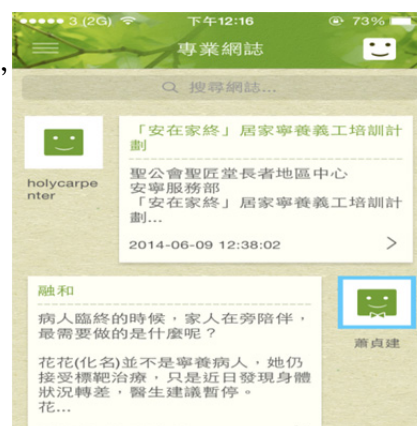 3 (2G) 下午12:16 73%
專業網誌
,
搜尋網誌...
「安在家終」居家寧養義工培訓計
劃
holycarpe
nter
聖公會聖匠堂長者地區中心
安寧服務部
「安在家終」居家寧養義工培訓計
劃...
2014-06-09 12:38:02
融和
病人臨終的時候，家人在旁陪伴，
最需要做的是什麼呢？
蕭貞建
花花(化名)並不是寧養病人，她仍
接受標靶治療，只是近日發現身體
狀況轉差，醫生建議暫停。
花...